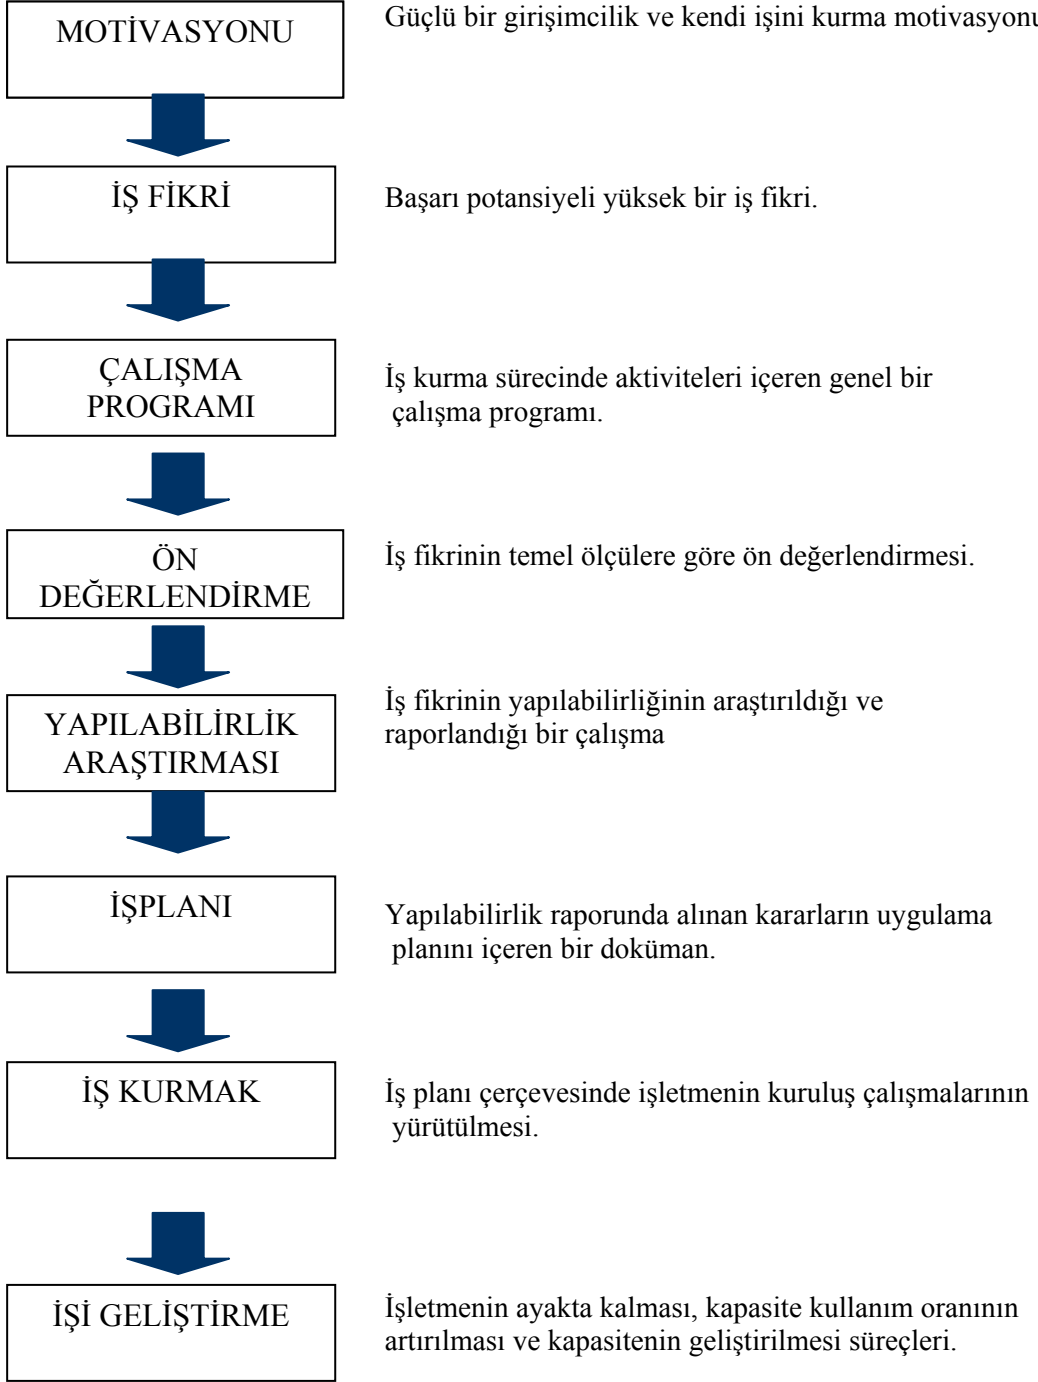 MOTİVASYONU
Güçlü bir girişimcilik ve kendi işini kurma motivasyonu
İŞ FİKRİ
Başarı potansiyeli yüksek bir iş fikri.
ÇALIŞMA
PROGRAMI
İş kurma sürecinde aktiviteleri içeren genel bir
çalışma programı.
ÖN
DEĞERLENDİRME
İş fikrinin temel ölçülere göre ön değerlendirmesi.
YAPILABİLİRLİK
ARAŞTIRMASI
İş fikrinin yapılabilirliğinin araştırıldığı ve
raporlandığı bir çalışma
İŞPLANI
Yapılabilirlik raporunda alınan kararların uygulama
planını içeren bir doküman.
İŞ KURMAK
İş planı çerçevesinde işletmenin kuruluş çalışmalarının
yürütülmesi.
İŞİ GELİŞTİRME
İşletmenin ayakta kalması, kapasite kullanım oranının
artırılması ve kapasitenin geliştirilmesi süreçleri.